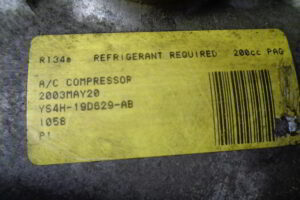 R134a REFRIGERANT REQUIRED 200cc PAG
A/C COMPRESSOR
2003MAY20
YS4H-19D629-AB
1058
P1